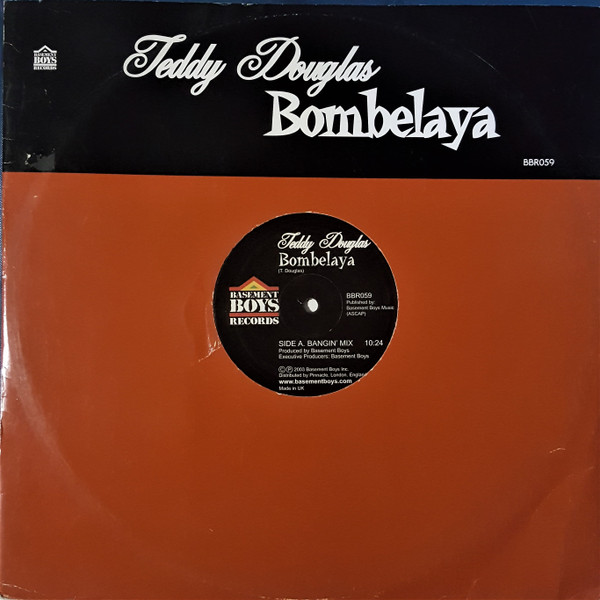 BASEMENT
BOYS
RECORDS
Teddy Douglas
Bombelaya
BBR059
Teddy Douglas
Bombelaya
(T. Douglas)
BASEMENT
BOYS
RECORDS
BBR059
Published by:
Basement Boys Music
(ASCAP)
SIDE A. BANGIN' MIX 10:24
Produced by Basement Boys
Executive Producers: Basement Boys
©℗ 2003 Basement Boys Inc.
Distributed by Pinnacle, London, England
www.basementboys.com
Made in UK